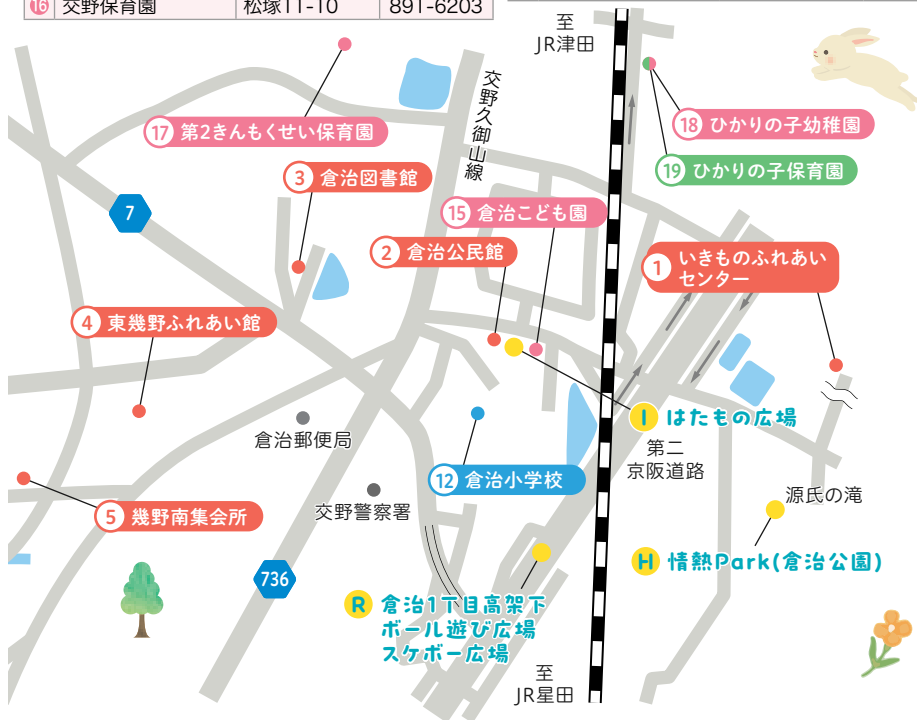 16 交野保育園 松塚11-10 891-6203
至
JR津田
交野久御山線
17 第2きんもくせい保育園
18 ひかりの子幼稚園
19 ひかりの子保育園
3 倉治図書館
7
15 倉治こども園
2 倉治公民館
1 いきものふれあい
センター
4 東幾野ふれあい館
I はたもの広場
倉治郵便局
第二
京阪道路
12 倉治小学校
源氏の滝
交野警察署
5 幾野南集会所
H 情熱Park(倉治公園)
736
R 倉治1丁目高架下
ボール遊び広場
スケボー広場
至
JR星田